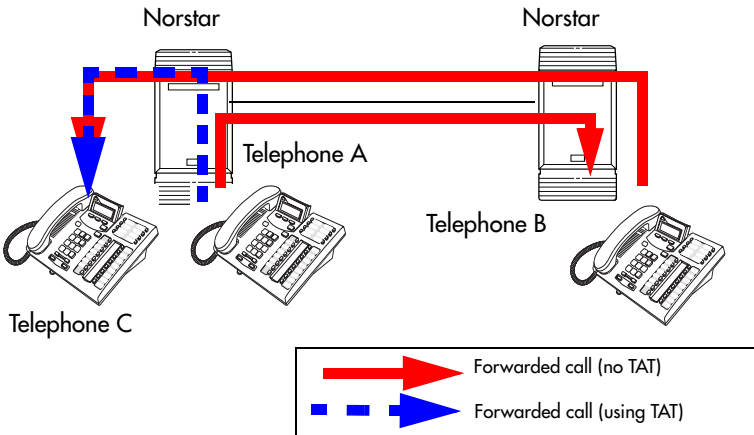 Norstar
Norstar
Telephone A
Telephone B
Telephone C
Forwarded call (no TAT)
Forwarded call (using TAT)